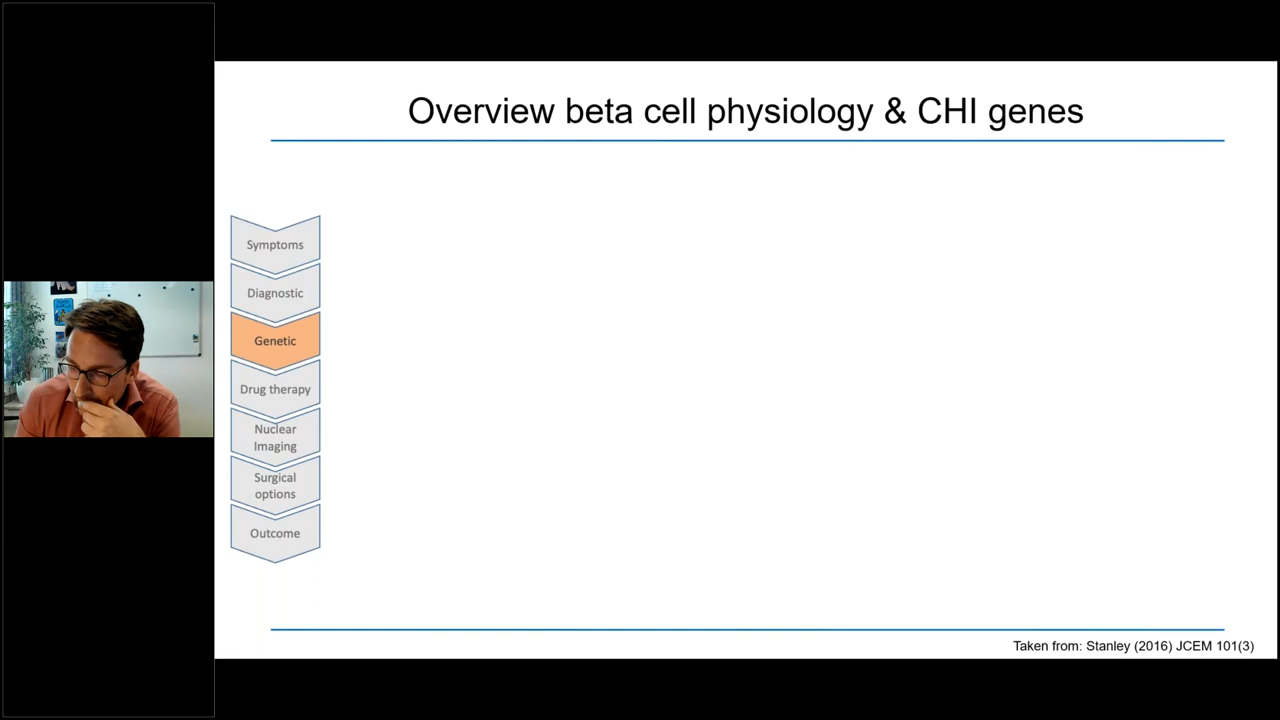 Overview beta cell physiology & CHI genes
Symptoms
Diagnostic
Genetic
Drug therapy
Nuclear
Imaging
Surgical
options
Outcome
Taken from: Stanley (2016) JCEM 101(3)